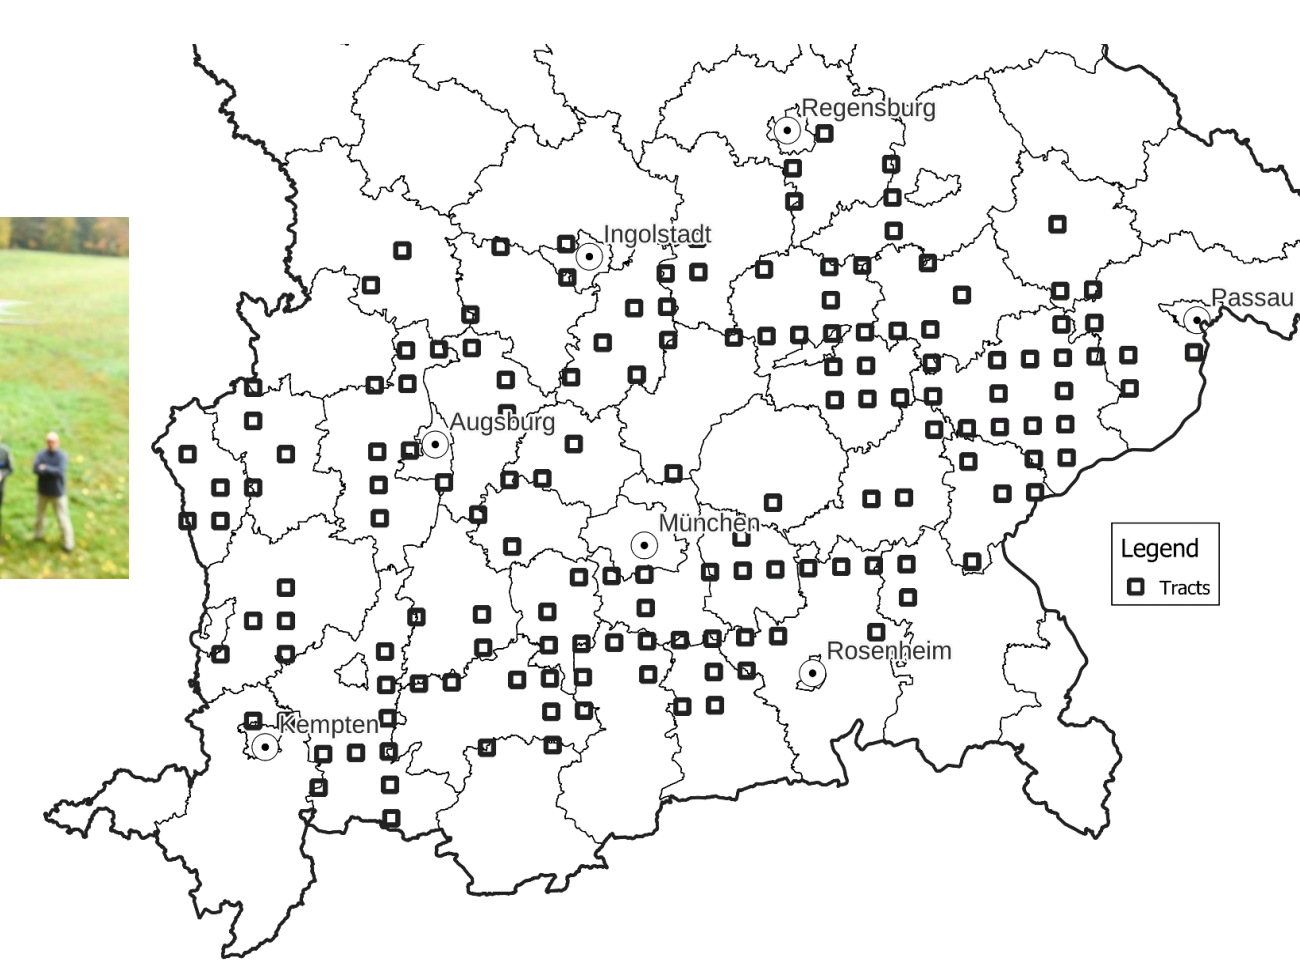 Regensburg
Ingolstadt
Passau
Augsburg
München
Legend
Tracts
Rosenheim
Kempten